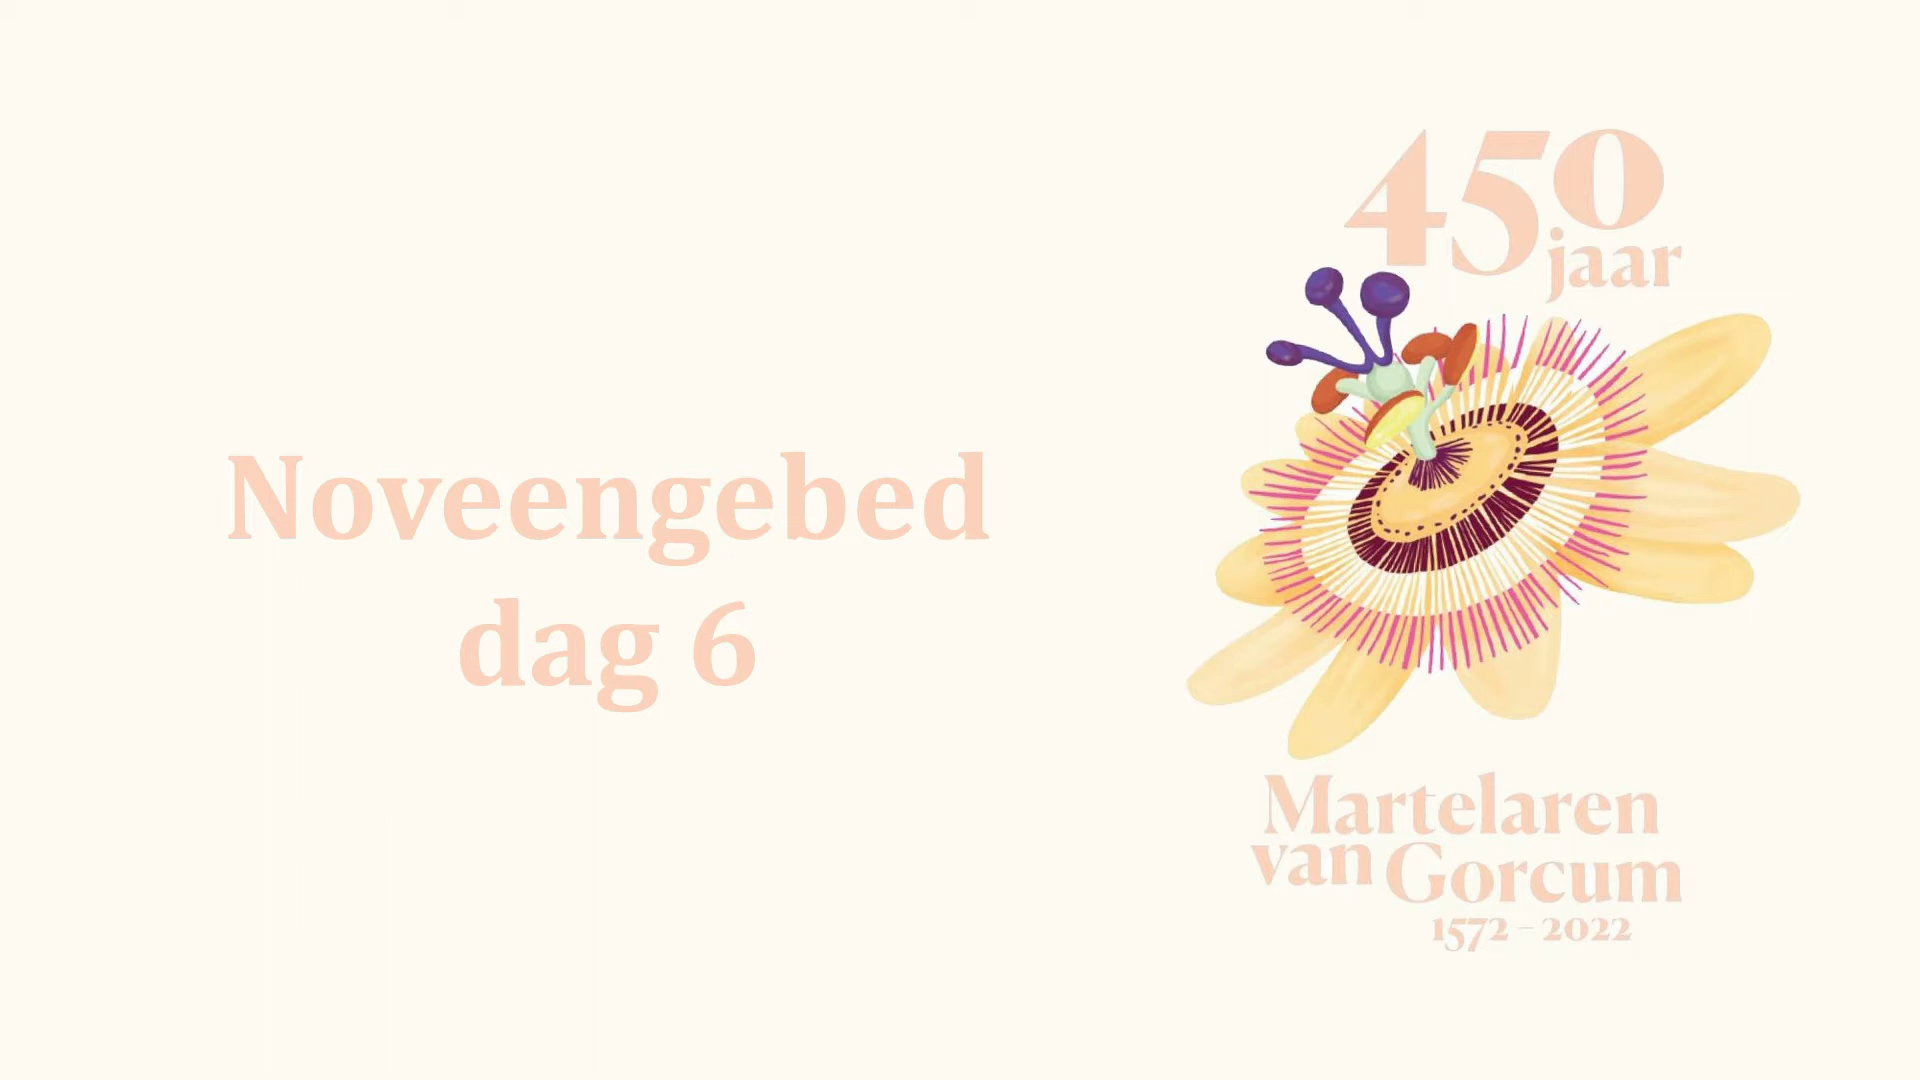 Noveengebed
dag 6
450
jaar
Martelaren
van Gorcum
1572 – 2022